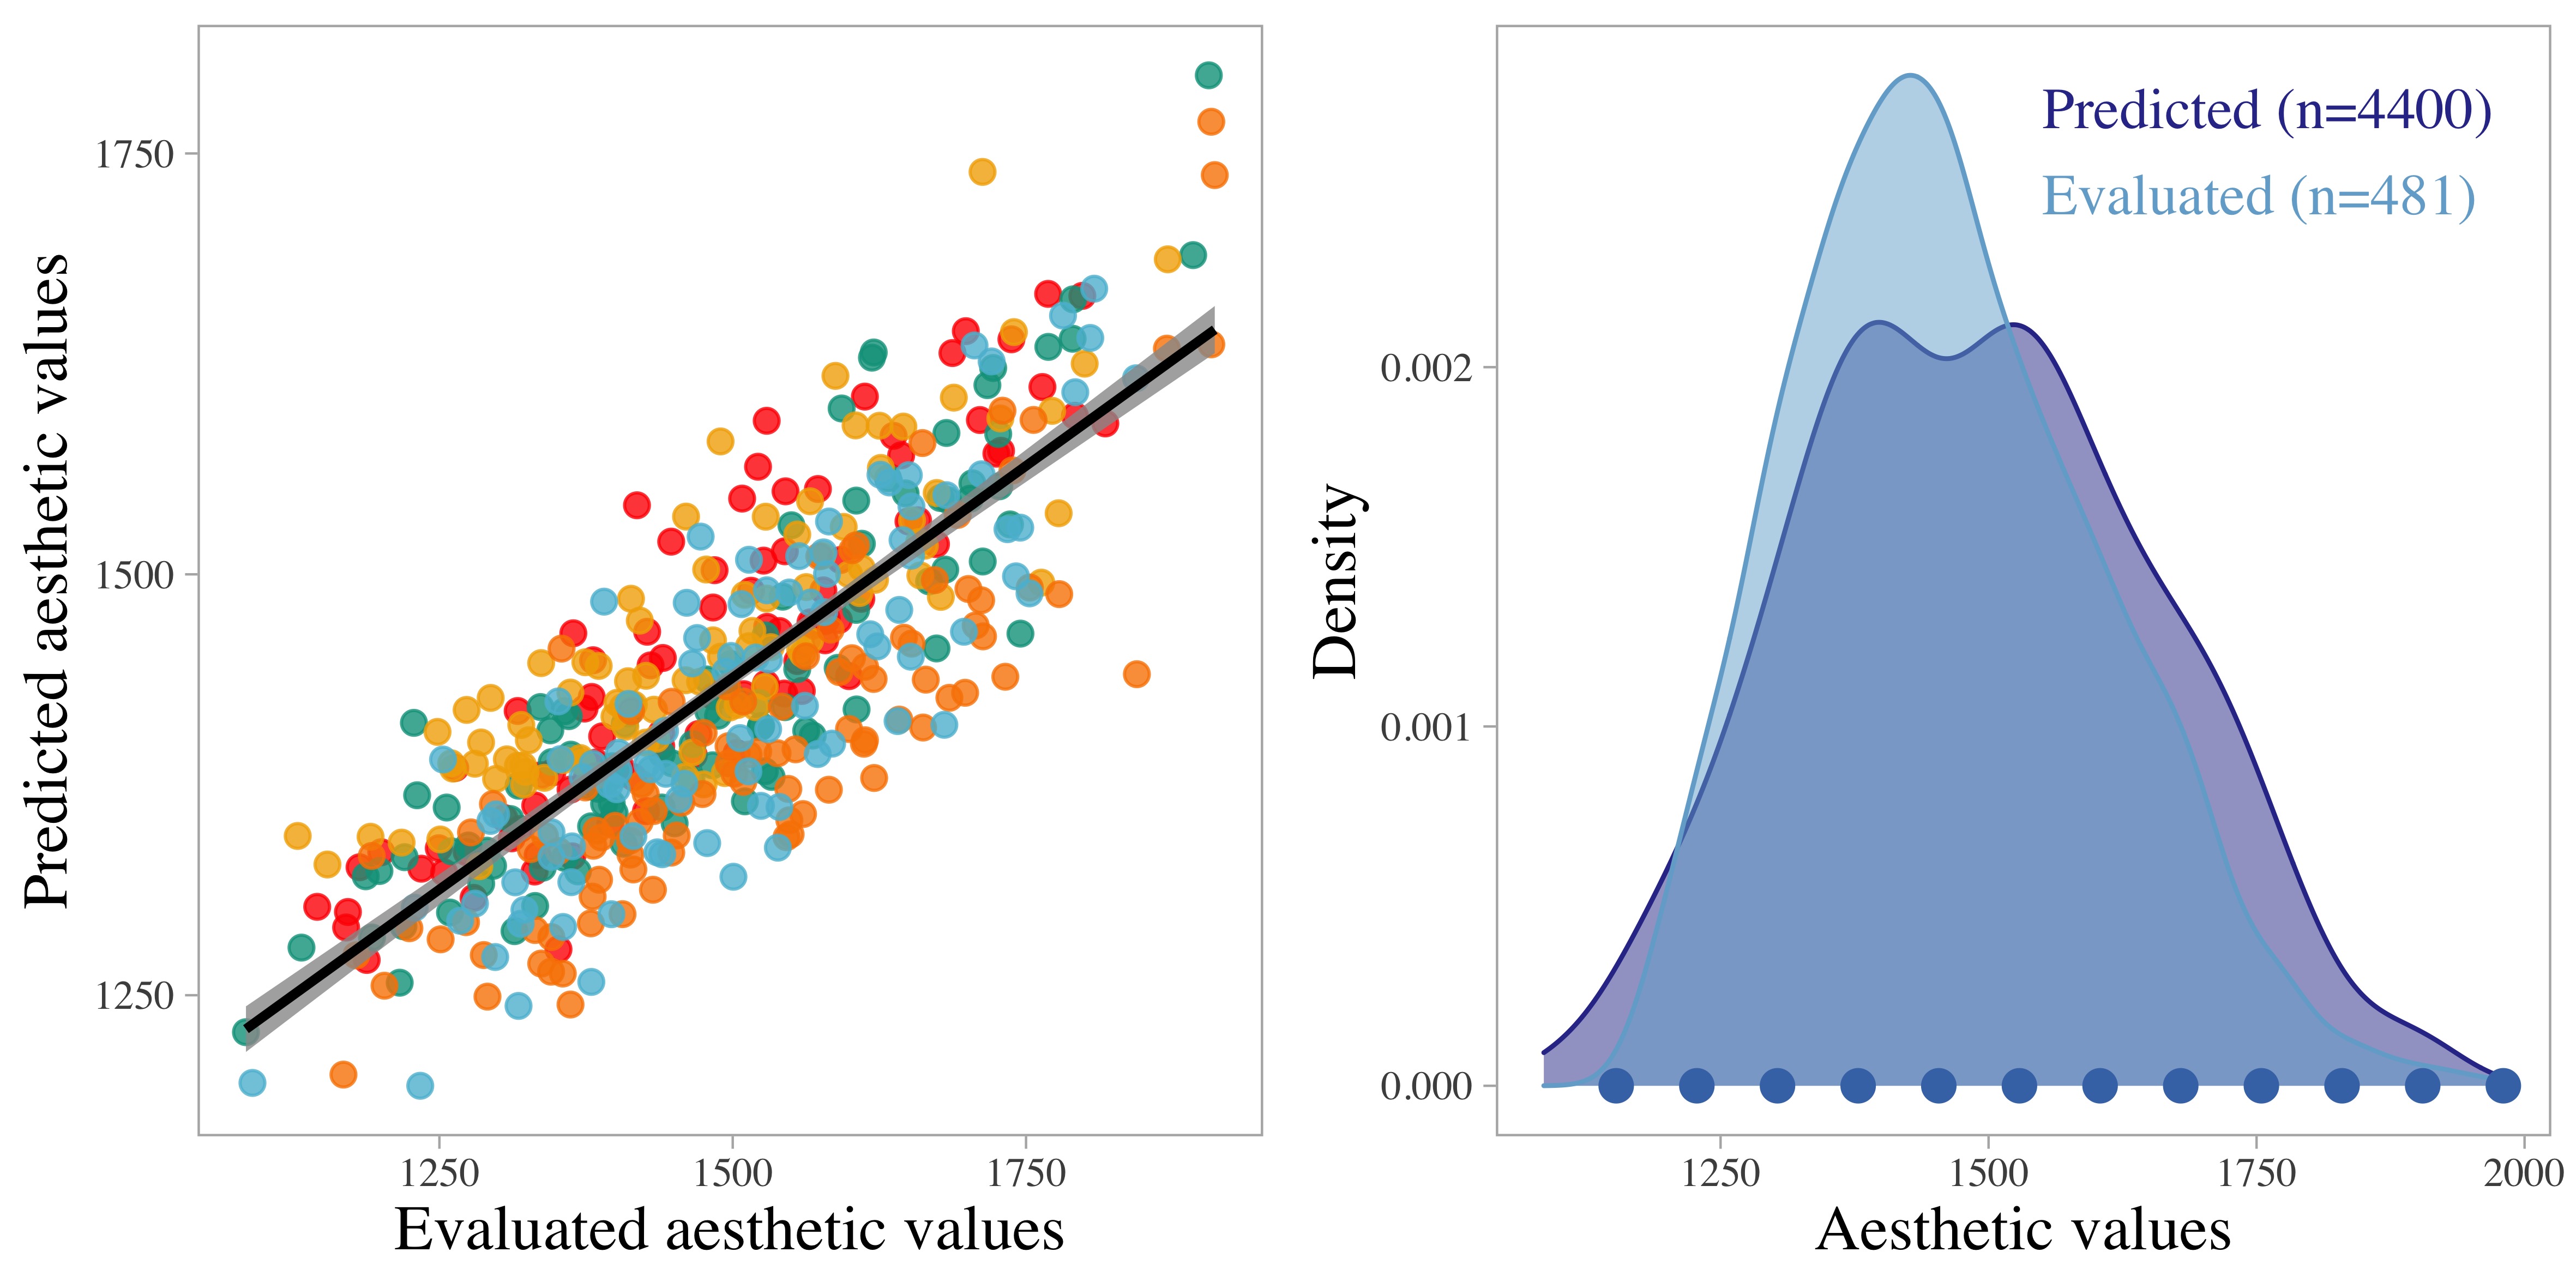 Predicted aesthetic values
1750
1500
1250
1250
1500
1750
Evaluated aesthetic values
Density
0.002
0.001
0.000
Predicted (n=4400)
Evaluated (n=481)
1250
1500
1750
2000
Aesthetic values